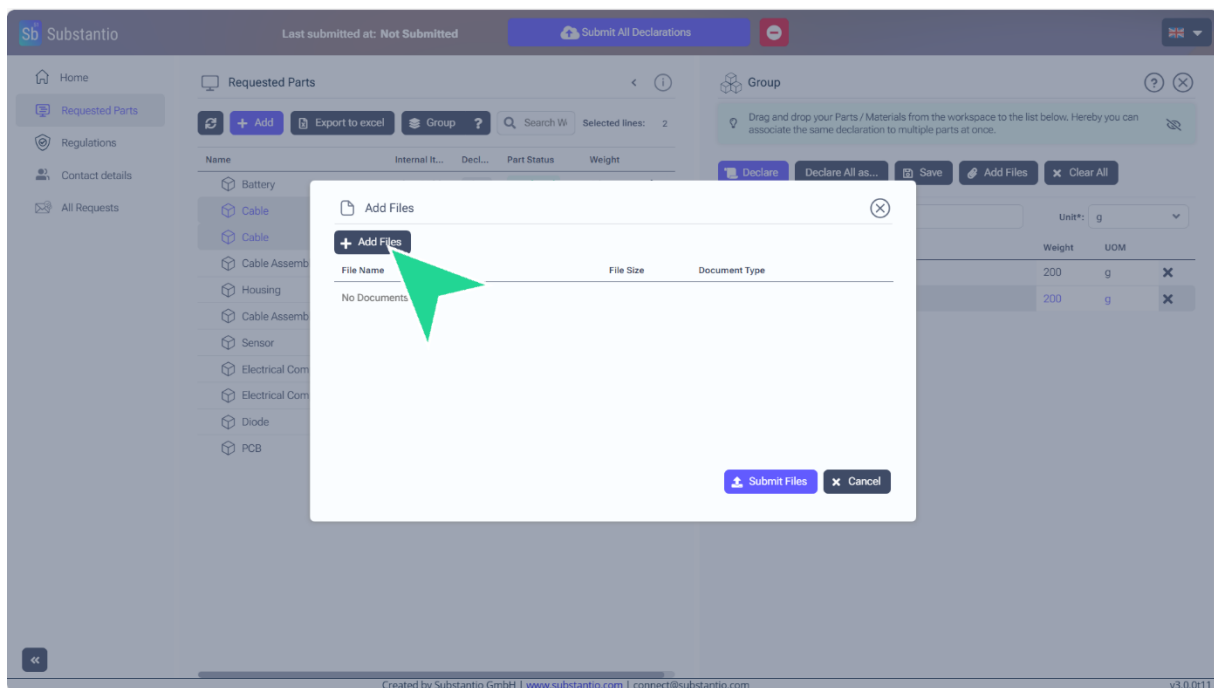 Sb Substantio
Last submitted at: Not Submitted
Submit All Declarations
Home
Requested Parts
Regulations
Contact details
All Requests
Requested Parts
Add
Export to excel
Group ?
Search
Selected lines: 2
Name Internal It... Decl... Part Status Weight
Battery
Cable
Cable
Cable Assemb
Housing
Cable Assemb
Sensor
Electrical Com
Electrical Com
Diode
PCB
Group
Drag and drop your Parts / Materials from the workspace to the list below. Hereby you can
associate the same declaration to multiple parts at once.
Declare
Declare All as...
Save
Add Files
Clear All
Unit*: g
Weight UOM
200 g
200 g
Add Files
Add Files
File Name File Size Document Type
No Documents
Submit Files
Cancel
Created by Substantio GmbH | www.substantio.com | connect@substantio.com
v3.0.0t11